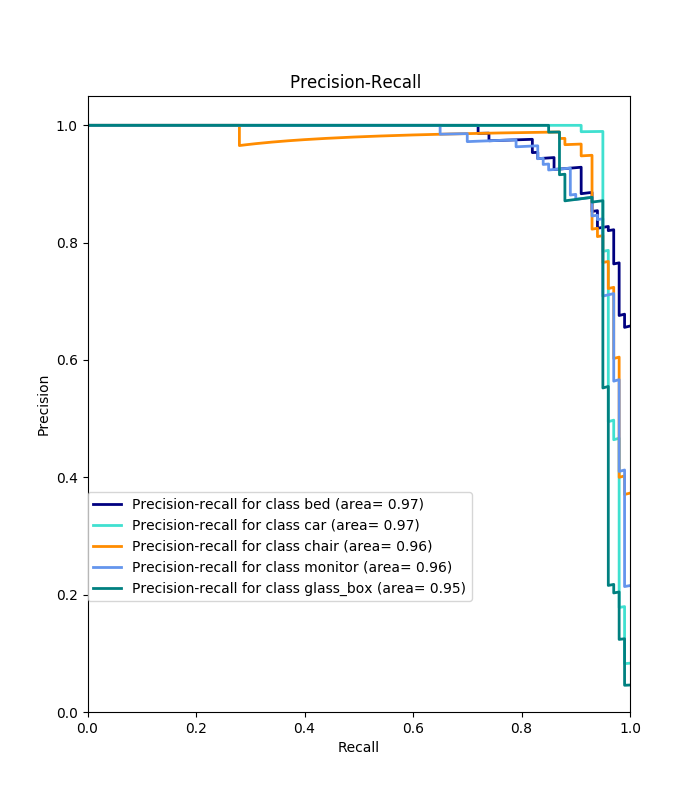 Precision-Recall
1.0
0.8
0.6
0.4
0.2
0.0
Precision
Precision-recall for class bed (area= 0.97)
Precision-recall for class car (area= 0.97)
Precision-recall for class chair (area= 0.96)
Precision-recall for class monitor (area= 0.96)
Precision-recall for class glass_box (area= 0.95)
0.0 0.2 0.4 0.6 0.8 1.0
Recall